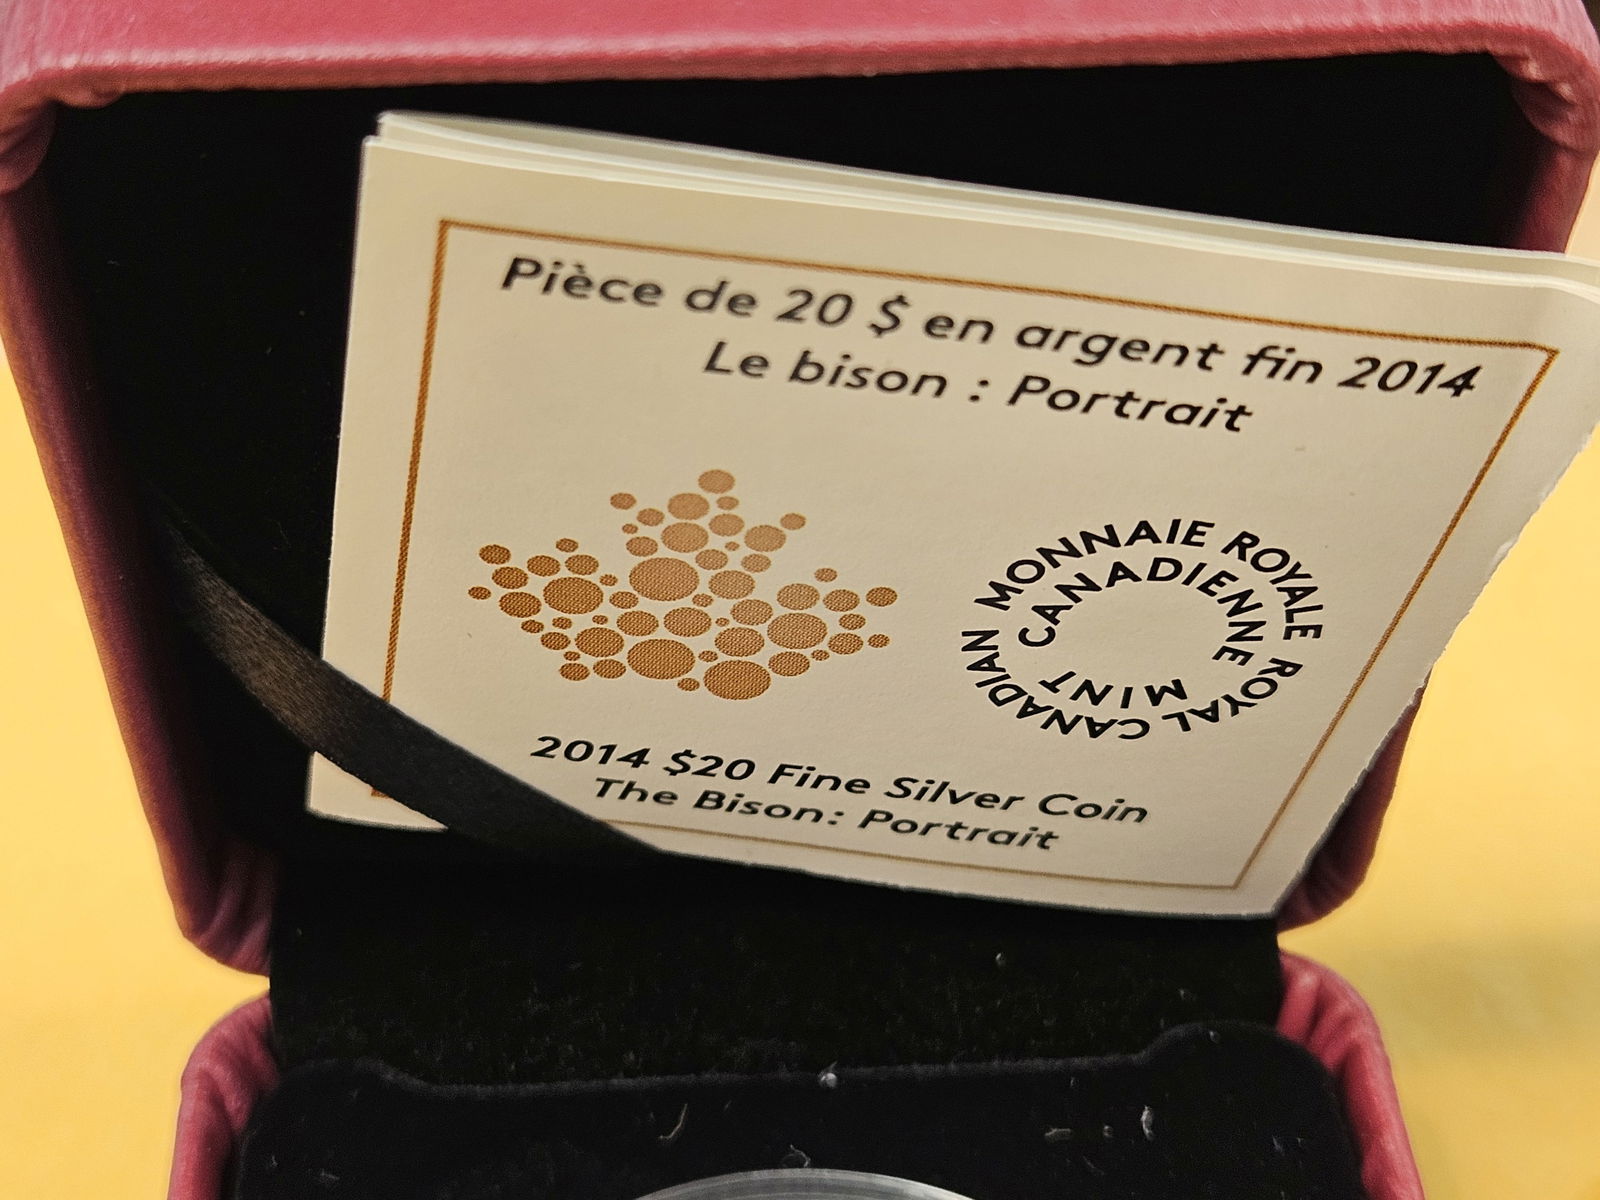 Pièce de 20 $ en argent fin 2014
Le bison : Portrait
MONNAIE ROYALE
CANADIENNE
ROYAL CANADIAN
MINT
2014 $20 Fine Silver Coin
The Bison: Portrait